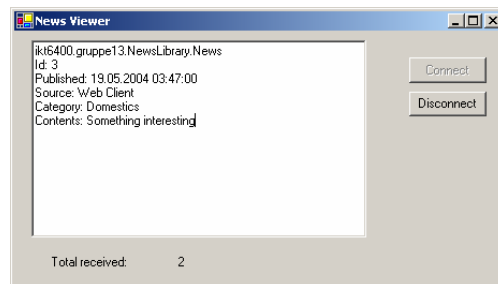 News Viewer
ikt6400.gruppe13.NewsLibrary.News
Id: 3
Published: 19.05.2004 03:47:00
Source: Web Client
Category: Domestics
Contents: Something interesting
Connect
Disconnect
Total received: 2